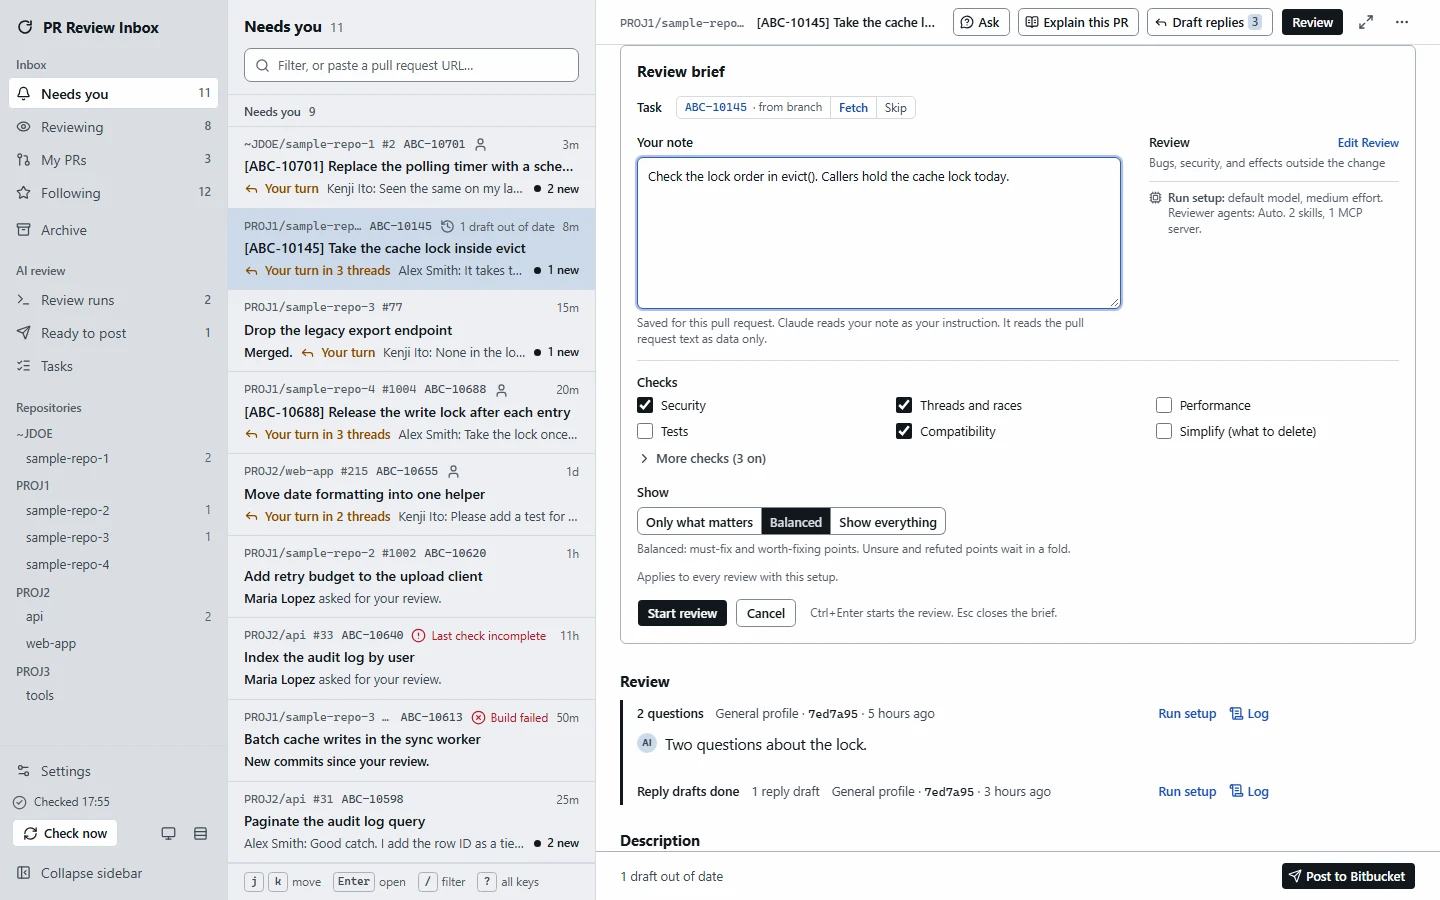 PR Review Inbox
Inbox
Needs you 11
Reviewing 8
My PRs 3
Following 12
Archive
AI review
Review runs 2
Ready to post 1
Tasks
Repositories
~JDOE
sample-repo-1 2
PROJ1
sample-repo-2 1
sample-repo-3 1
sample-repo-4
PROJ2
api 2
web-app
PROJ3
tools
Settings
Checked 17:55
Check now
Collapse sidebar
Needs you 11
Filter, or paste a pull request URL...
Needs you 9
~JDOE/sample-repo-1 #2 ABC-10701 3m
[ABC-10701] Replace the polling timer with a sche...
Your turn Kenji Ito: Seen the same on my la... 2 new
PROJ1/sample-rep... ABC-10145 1 draft out of date 8m
[ABC-10145] Take the cache lock inside evict
Your turn in 3 threads Alex Smith: It takes t... 1 new
PROJ1/sample-repo-3 #77 15m
Drop the legacy export endpoint
Merged. Your turn Kenji Ito: None in the lo... 1 new
PROJ1/sample-repo-4 #1004 ABC-10688 20m
[ABC-10688] Release the write lock after each entry
Your turn in 3 threads Alex Smith: Take the lock once...
PROJ2/web-app #215 ABC-10655 1d
Move date formatting into one helper
Your turn in 2 threads Kenji Ito: Please add a test for ...
PROJ1/sample-repo-2 #1002 ABC-10620 1h
Add retry budget to the upload client
Maria Lopez asked for your review.
PROJ2/api #33 ABC-10640 Last check incomplete 11h
Index the audit log by user
Maria Lopez asked for your review.
PROJ1/sample-repo-3 ... ABC-10613 Build failed 50m
Batch cache writes in the sync worker
New commits since your review.
PROJ2/api #31 ABC-10598 25m
Paginate the audit log query
Alex Smith: Good catch. I add the row ID as a tie... 2 new
j k move Enter open / filter ? all keys
PROJ1/sample-repo... [ABC-10145] Take the cache l... Ask Explain this PR Draft replies 3 Review
Review brief
Task ABC-10145 · from branch Fetch Skip
Your note
Check the lock order in evict(). Callers hold the cache lock today.
Saved for this pull request. Claude reads your note as your instruction. It reads the pull
request text as data only.
Review Edit Review
Bugs, security, and effects outside the change
Run setup: default model, medium effort.
Reviewer agents: Auto. 2 skills, 1 MCP
server.
Checks
Security Threads and races Performance
Tests Compatibility Simplify (what to delete)
More checks (3 on)
Show
Only what matters Balanced Show everything
Balanced: must-fix and worth-fixing points. Unsure and refuted points wait in a fold.
Applies to every review with this setup.
Start review Cancel Ctrl+Enter starts the review. Esc closes the brief.
Review
2 questions General profile · 7ed7a95 · 5 hours ago Run setup Log
AI Two questions about the lock.
Reply drafts done 1 reply draft General profile · 7ed7a95 · 3 hours ago Run setup Log
Description
1 draft out of date Post to Bitbucket